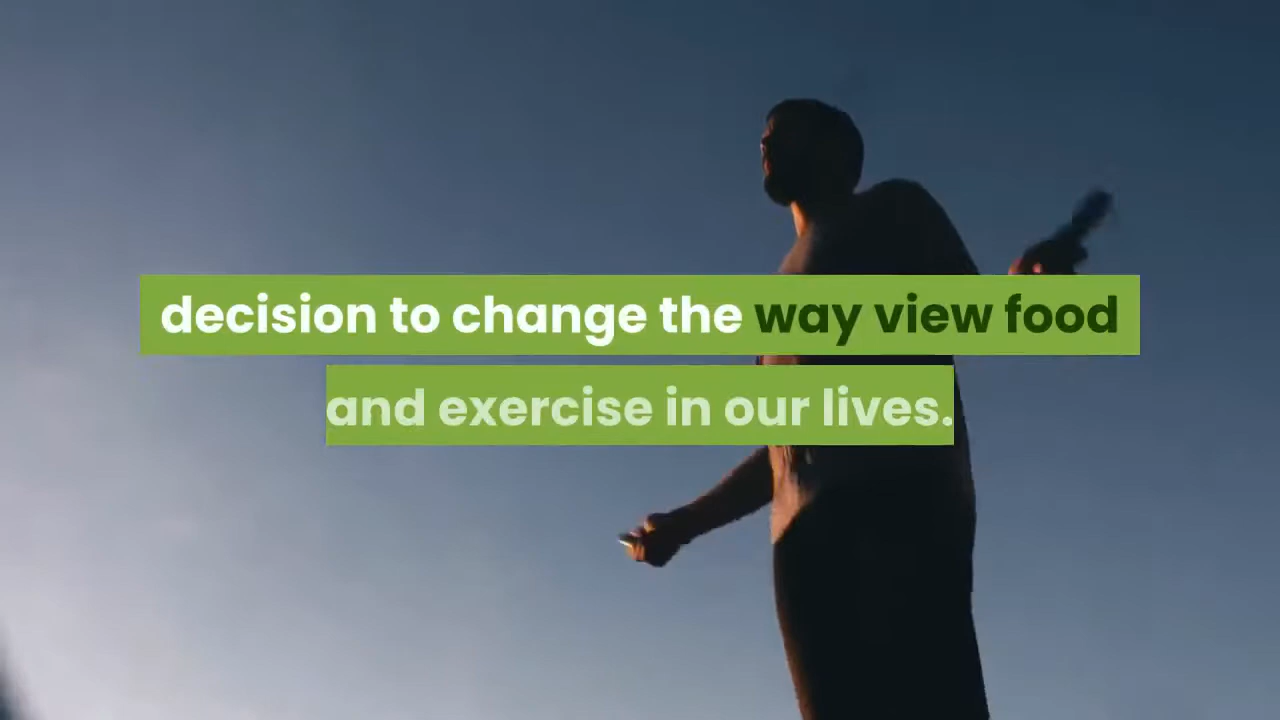 decision to change the way view food
and exercise in our lives.